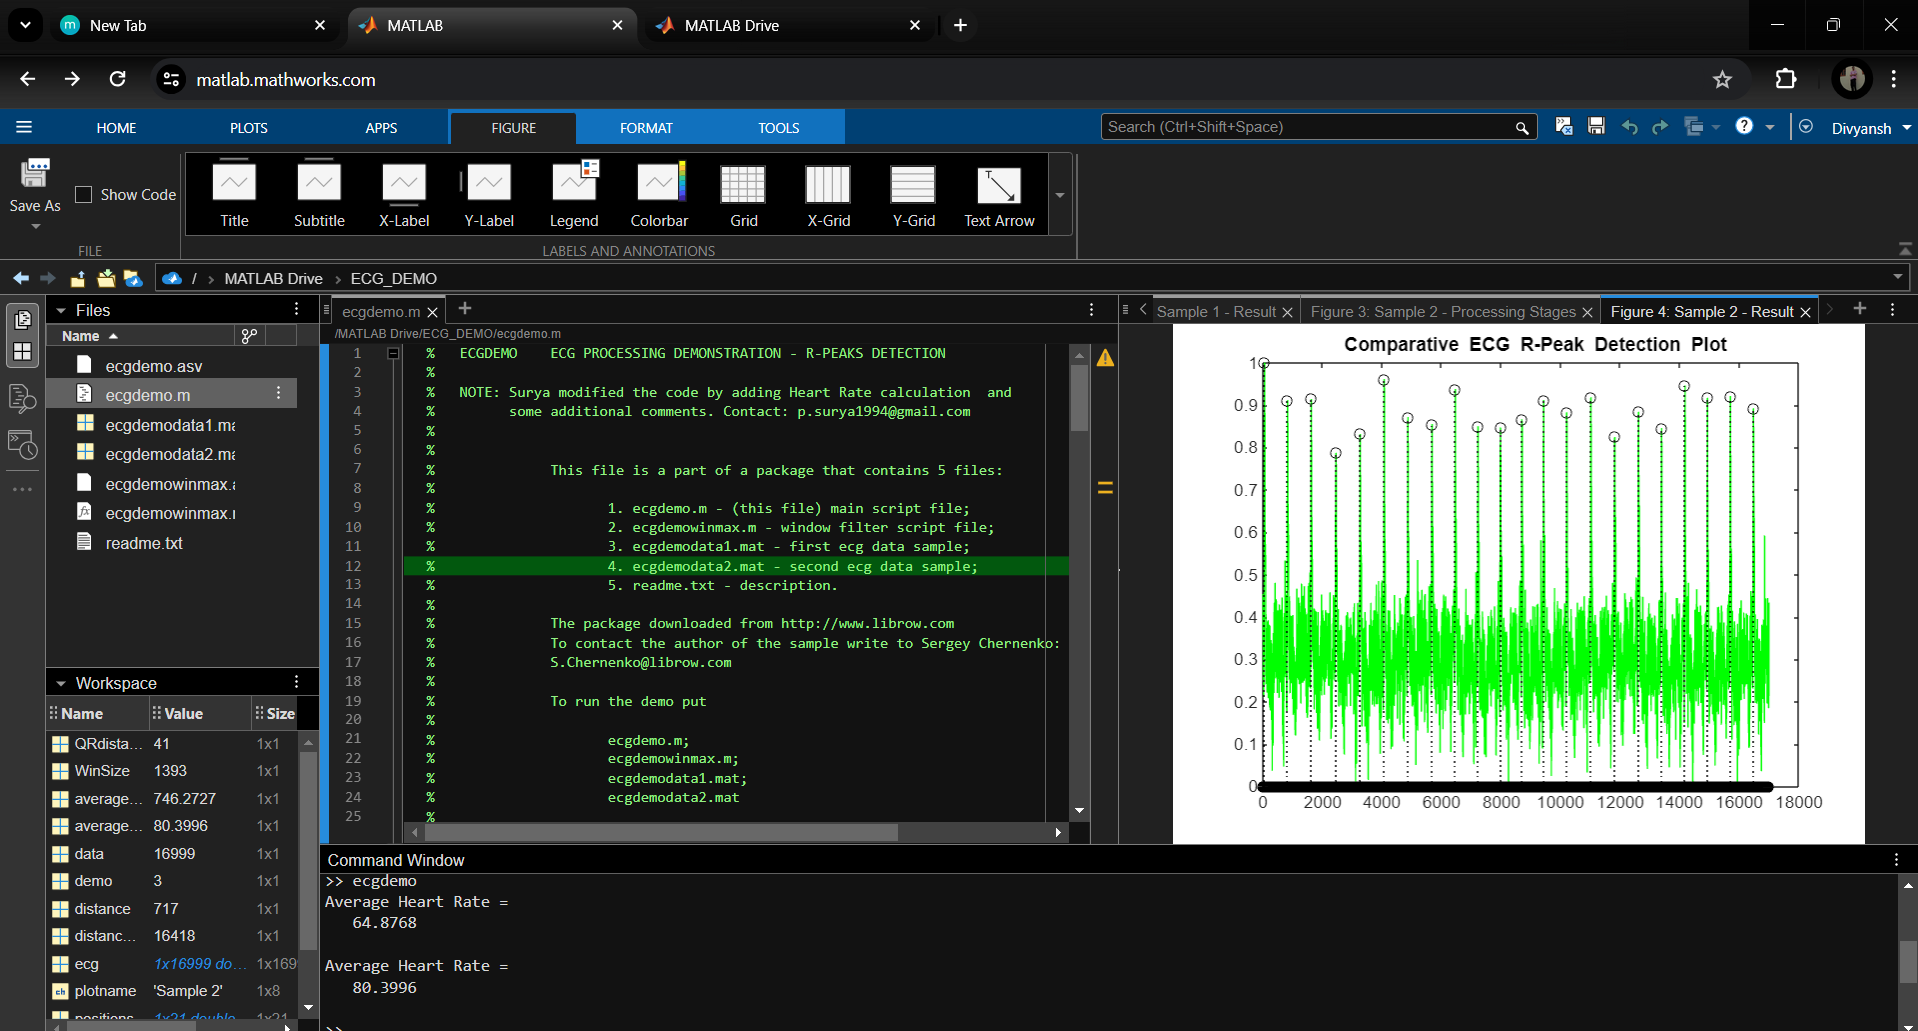 New Tab
MATLAB
MATLAB Drive
matlab.mathworks.com
HOME
PLOTS
APPS
FIGURE
FORMAT
TOOLS
Search (Ctrl+Shift+Space)
Divyansh
Save As
Show Code
Title
Subtitle
X-Label
Y-Label
Legend
Colorbar
Grid
X-Grid
Y-Grid
Text Arrow
FILE
LABELS AND ANNOTATIONS
/ › MATLAB Drive › ECG_DEMO
Files
Name
ecgdemo.asv
ecgdemo.m
ecgdemodata1.ma
ecgdemodata2.ma
ecgdemowinmax.a
ecgdemowinmax.m
readme.txt
Workspace
Name Value Size
QRdista... 41 1x1
WinSize 1393 1x1
average... 746.2727 1x1
average... 80.3996 1x1
data 16999 1x1
demo 3 1x1
distance 717 1x1
distanc... 16418 1x1
ecg 1x16999 do... 1x169
plotname 'Sample 2' 1x8
positions 1x21 double 1x21
ecgdemo.m
/MATLAB Drive/ECG_DEMO/ecgdemo.m
1 % ECGDEMO ECG PROCESSING DEMONSTRATION - R-PEAKS DETECTION
2 %
3 % NOTE: Surya modified the code by adding Heart Rate calculation and
4 % some additional comments. Contact: p.surya1994@gmail.com
5 %
6 %
7 % This file is a part of a package that contains 5 files:
8 %
9 % 1. ecgdemo.m - (this file) main script file;
10 % 2. ecgdemowinmax.m - window filter script file;
11 % 3. ecgdemodata1.mat - first ecg data sample;
12 % 4. ecgdemodata2.mat - second ecg data sample;
13 % 5. readme.txt - description.
14 %
15 % The package downloaded from http://www.librow.com
16 % To contact the author of the sample write to Sergey Chernenko:
17 % S.Chernenko@librow.com
18 %
19 % To run the demo put
20 %
21 % ecgdemo.m;
22 % ecgdemowinmax.m;
23 % ecgdemodata1.mat;
24 % ecgdemodata2.mat
25 %
Sample 1 - Result
Figure 3: Sample 2 - Processing Stages
Figure 4: Sample 2 - Result
Comparative ECG R-Peak Detection Plot
1
0.9
0.8
0.7
0.6
0.5
0.4
0.3
0.2
0.1
0
0 2000 4000 6000 8000 10000 12000 14000 16000 18000
Command Window
>> ecgdemo
Average Heart Rate =
64.8768
Average Heart Rate =
80.3996
>>